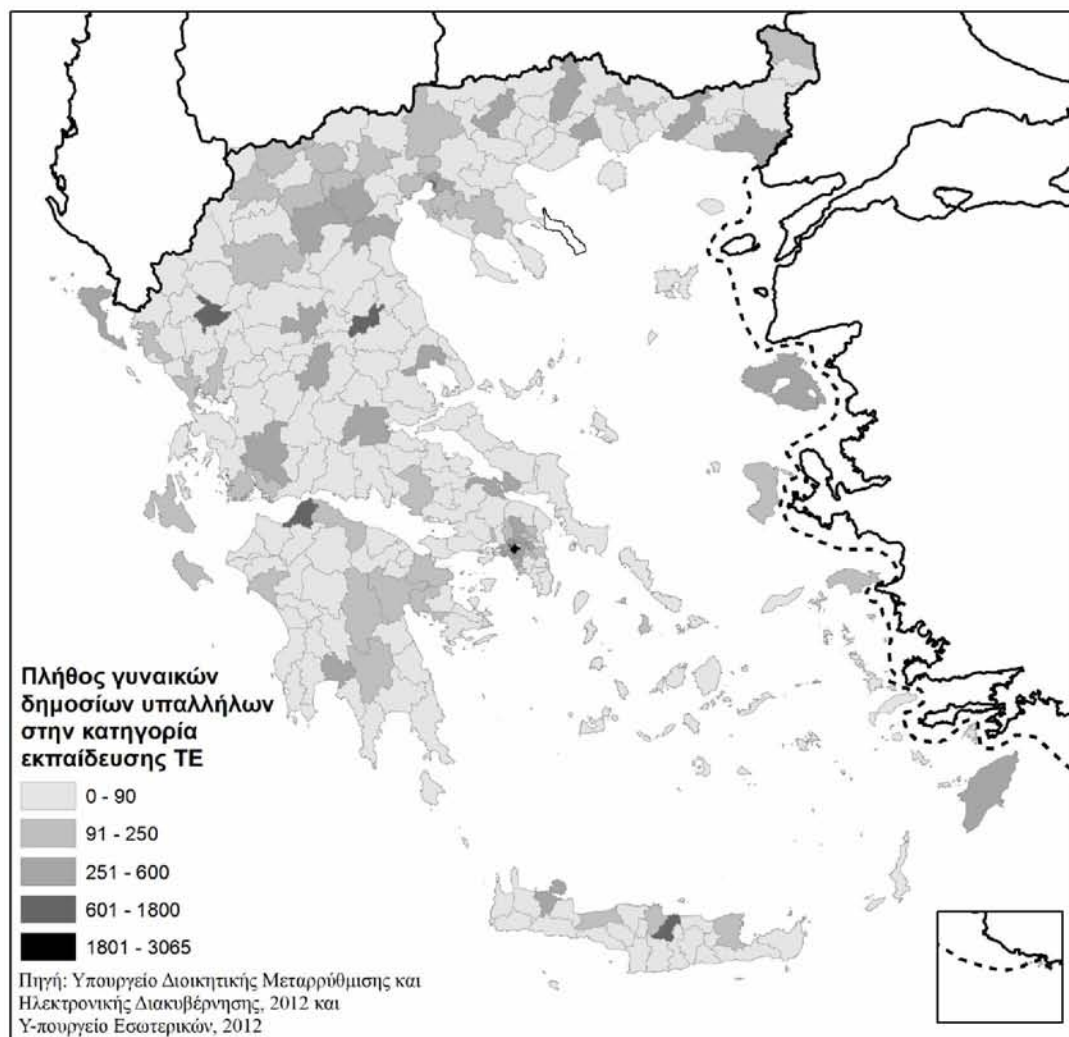 Πλήθος γυναικών
δημοσίων υπαλλήλων
στην κατηγορία
εκπαίδευσης ΤΕ
0 - 90
91 - 250
251 - 600
601 - 1800
1801 - 3065
Πηγή: Υπουργείο Διοικητικής Μεταρρύθμισης και
Ηλεκτρονικής Διακυβέρνησης, 2012 και
Υ-πουργείο Εσωτερικών, 2012